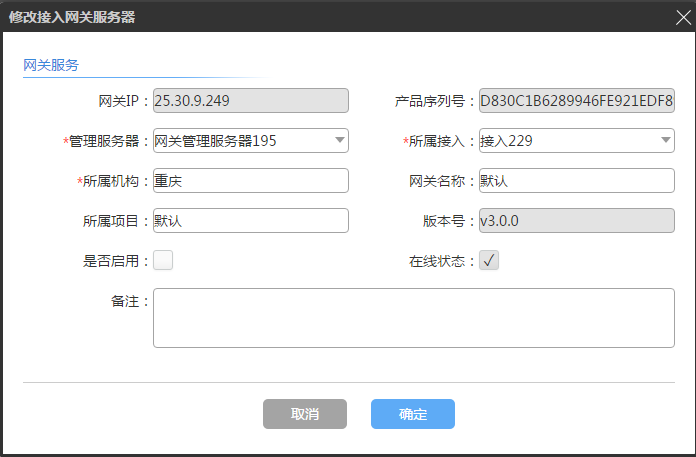 修改接入网关服务器
网关服务
网关IP： 25.30.9.249 产品序列号： D830C1B6289946FE921EDF8
*管理服务器： 网关管理服务器195 *所属接入： 接入229
*所属机构： 重庆 网关名称： 默认
所属项目： 默认 版本号： v3.0.0
是否启用： 在线状态： ✓
备注：
取消 确定